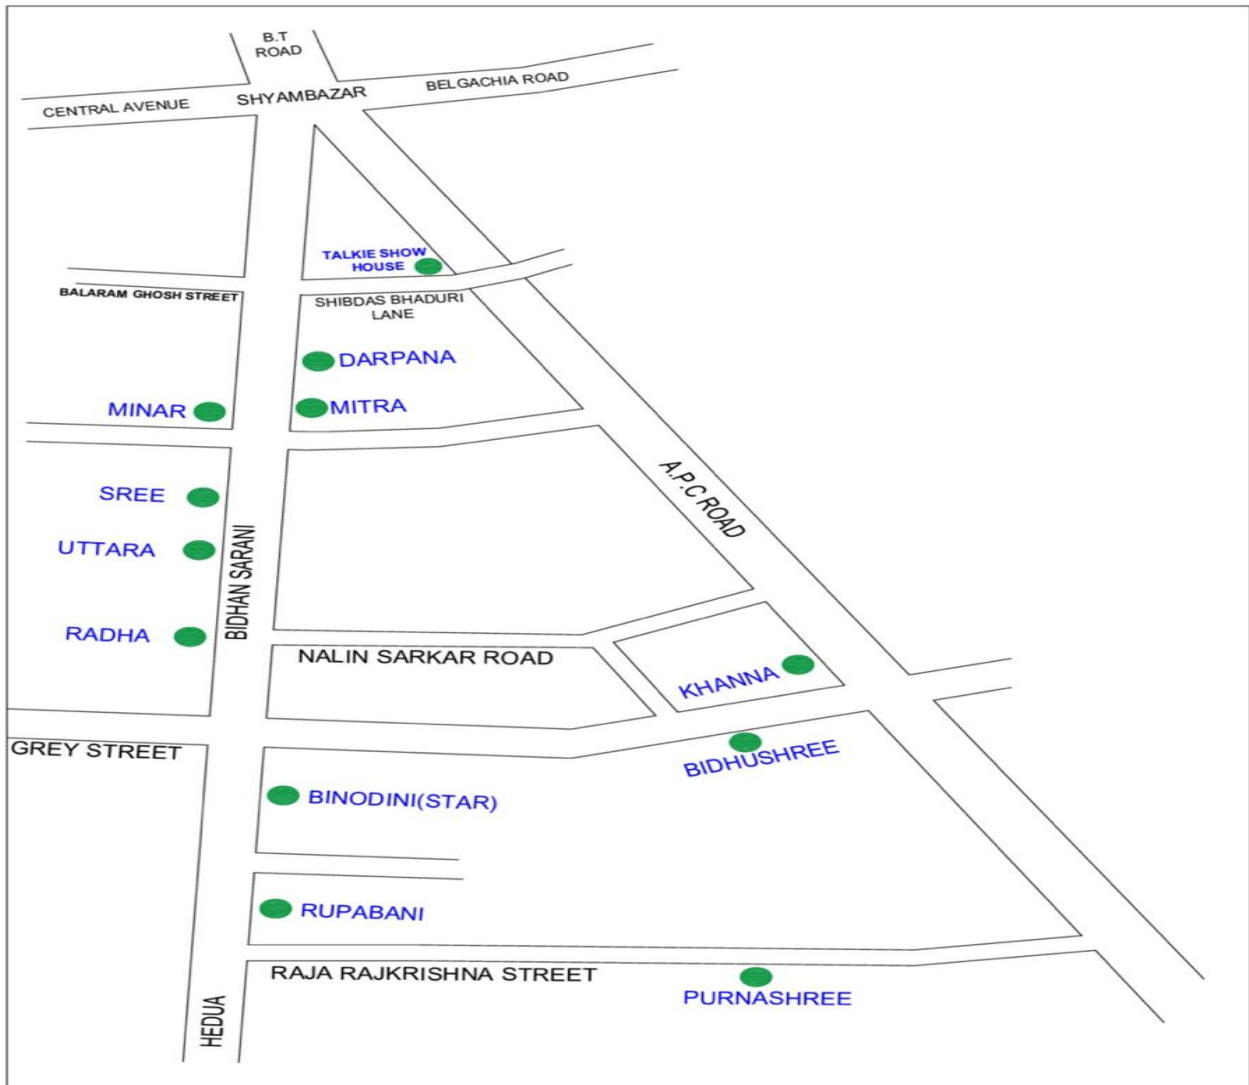 B.T
ROAD
CENTRAL AVENUE
SHYAMBAZAR
BELGACHIA ROAD
TALKIE SHOW
HOUSE
BALARAM GHOSH STREET
SHIBDAS BHADURI
LANE
DARPANA
MINAR
MITRA
A.P.C ROAD
SREE
UTTARA
BIDHAN SARANI
RADHA
NALIN SARKAR ROAD
KHANNA
GREY STREET
BIDHUSHREE
BINODINI(STAR)
RUPABANI
RAJA RAJKRISHNA STREET
PURNASHREE
HEDUA